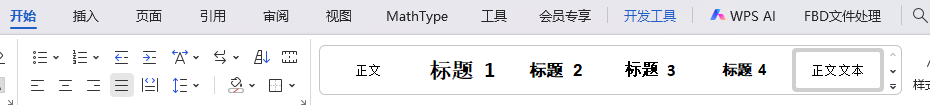 开始 插入 页面 引用 审阅 视图 MathType 工具 会员专享 开发工具 WPS AI FBD文件处理
正文 标题 1 标题 2 标题 3 标题 4 正文文本